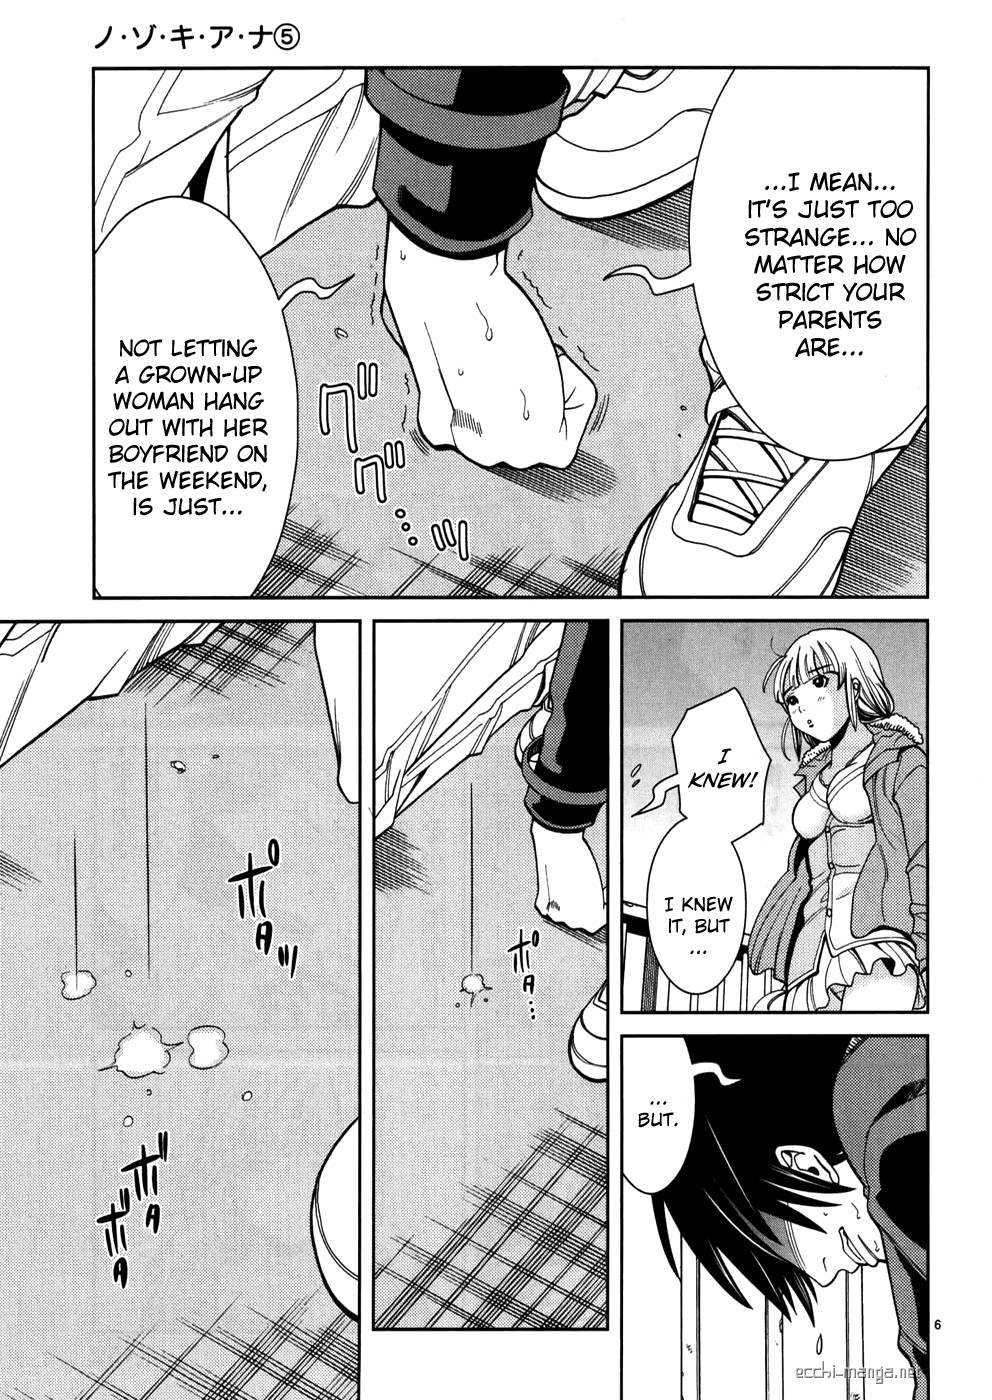 ノ・ゾ・キ・ア・ナ⑤
...I MEAN...
IT'S JUST TOO
STRANGE... NO
MATTER HOW
STRICT YOUR
PARENTS
ARE...
NOT LETTING
A GROWN-UP
WOMAN HANG
OUT WITH HER
BOYFRIEND ON
THE WEEKEND,
IS JUST...
グググ...
I
KNEW!
I KNEW
IT, BUT
...
...
BUT.
ポタ...
ポタ
ポタッ
ボタ
ボタ
6
ecchi-manga.net